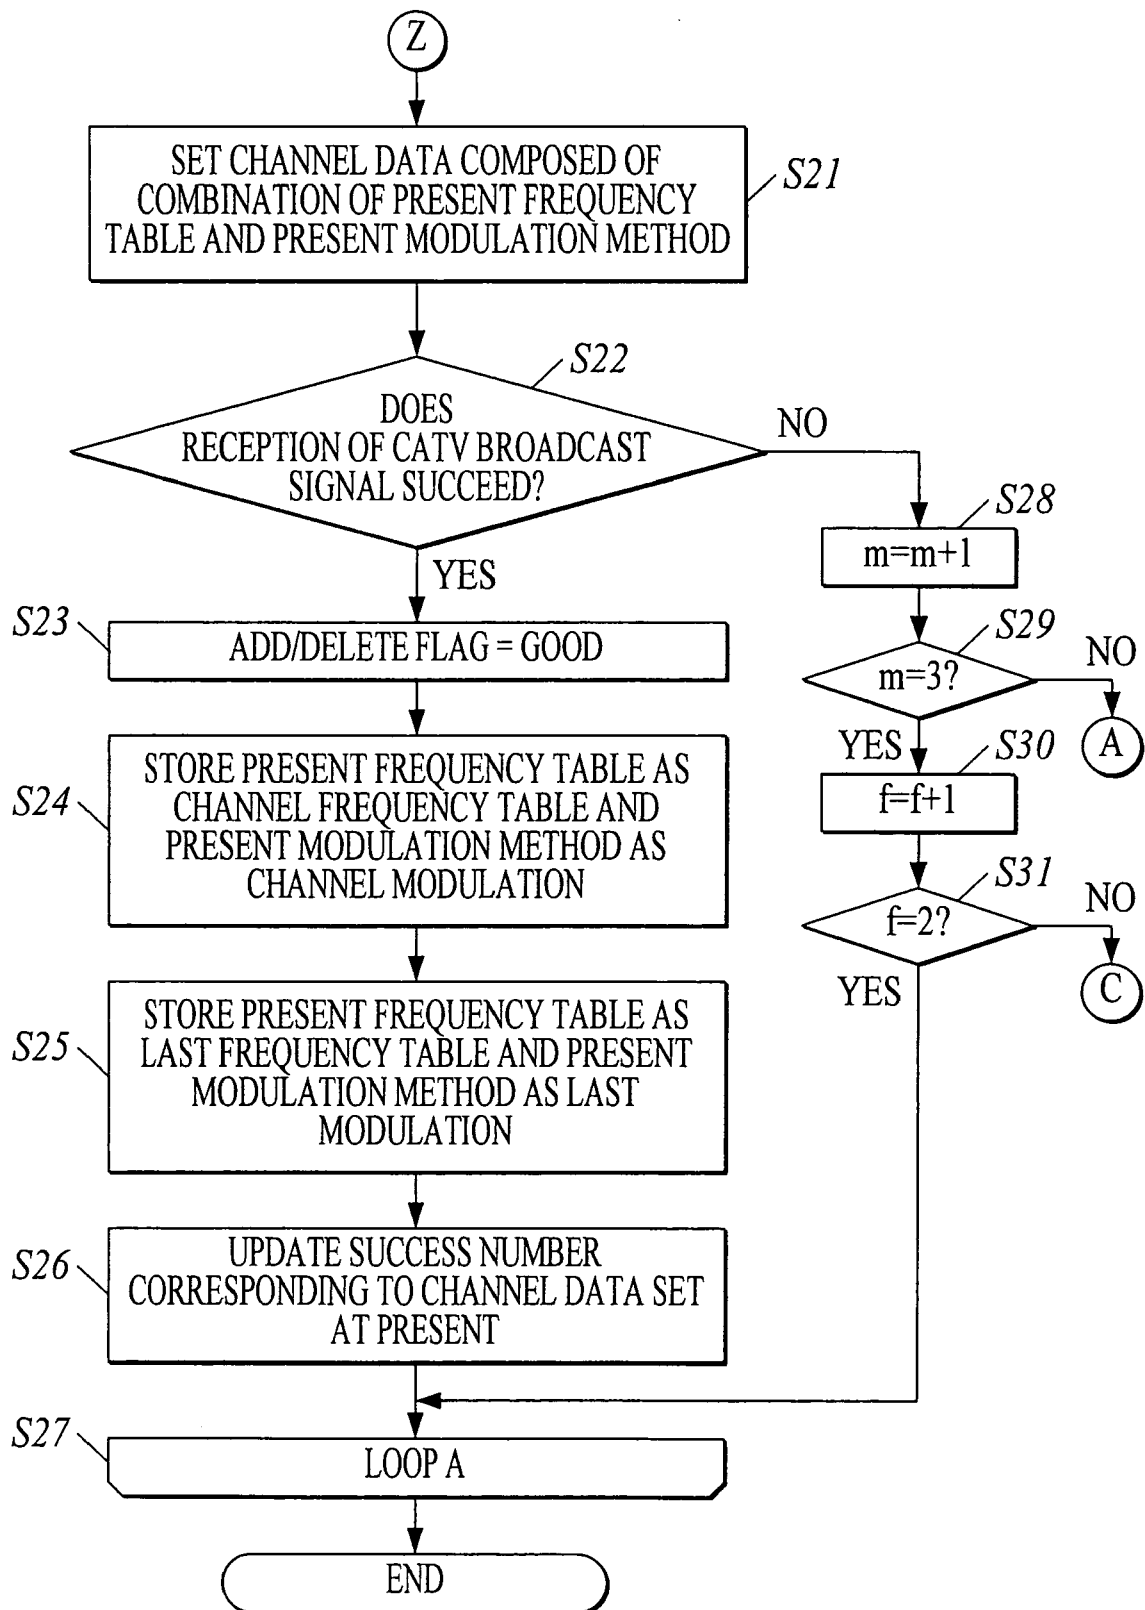 Z
SET CHANNEL DATA COMPOSED OF
COMBINATION OF PRESENT FREQUENCY
TABLE AND PRESENT MODULATION METHOD
S21
S22
DOES
RECEPTION OF CATV BROADCAST
SIGNAL SUCCEED?
NO
YES
S28
m=m+1
S23
ADD/DELETE FLAG = GOOD
S29
m=3?
NO
A
YES
S24
STORE PRESENT FREQUENCY TABLE AS
CHANNEL FREQUENCY TABLE AND
PRESENT MODULATION METHOD AS
CHANNEL MODULATION
S30
f=f+1
S31
f=2?
NO
C
YES
S25
STORE PRESENT FREQUENCY TABLE AS
LAST FREQUENCY TABLE AND PRESENT
MODULATION METHOD AS LAST
MODULATION
S26
UPDATE SUCCESS NUMBER
CORRESPONDING TO CHANNEL DATA SET
AT PRESENT
S27
LOOP A
END